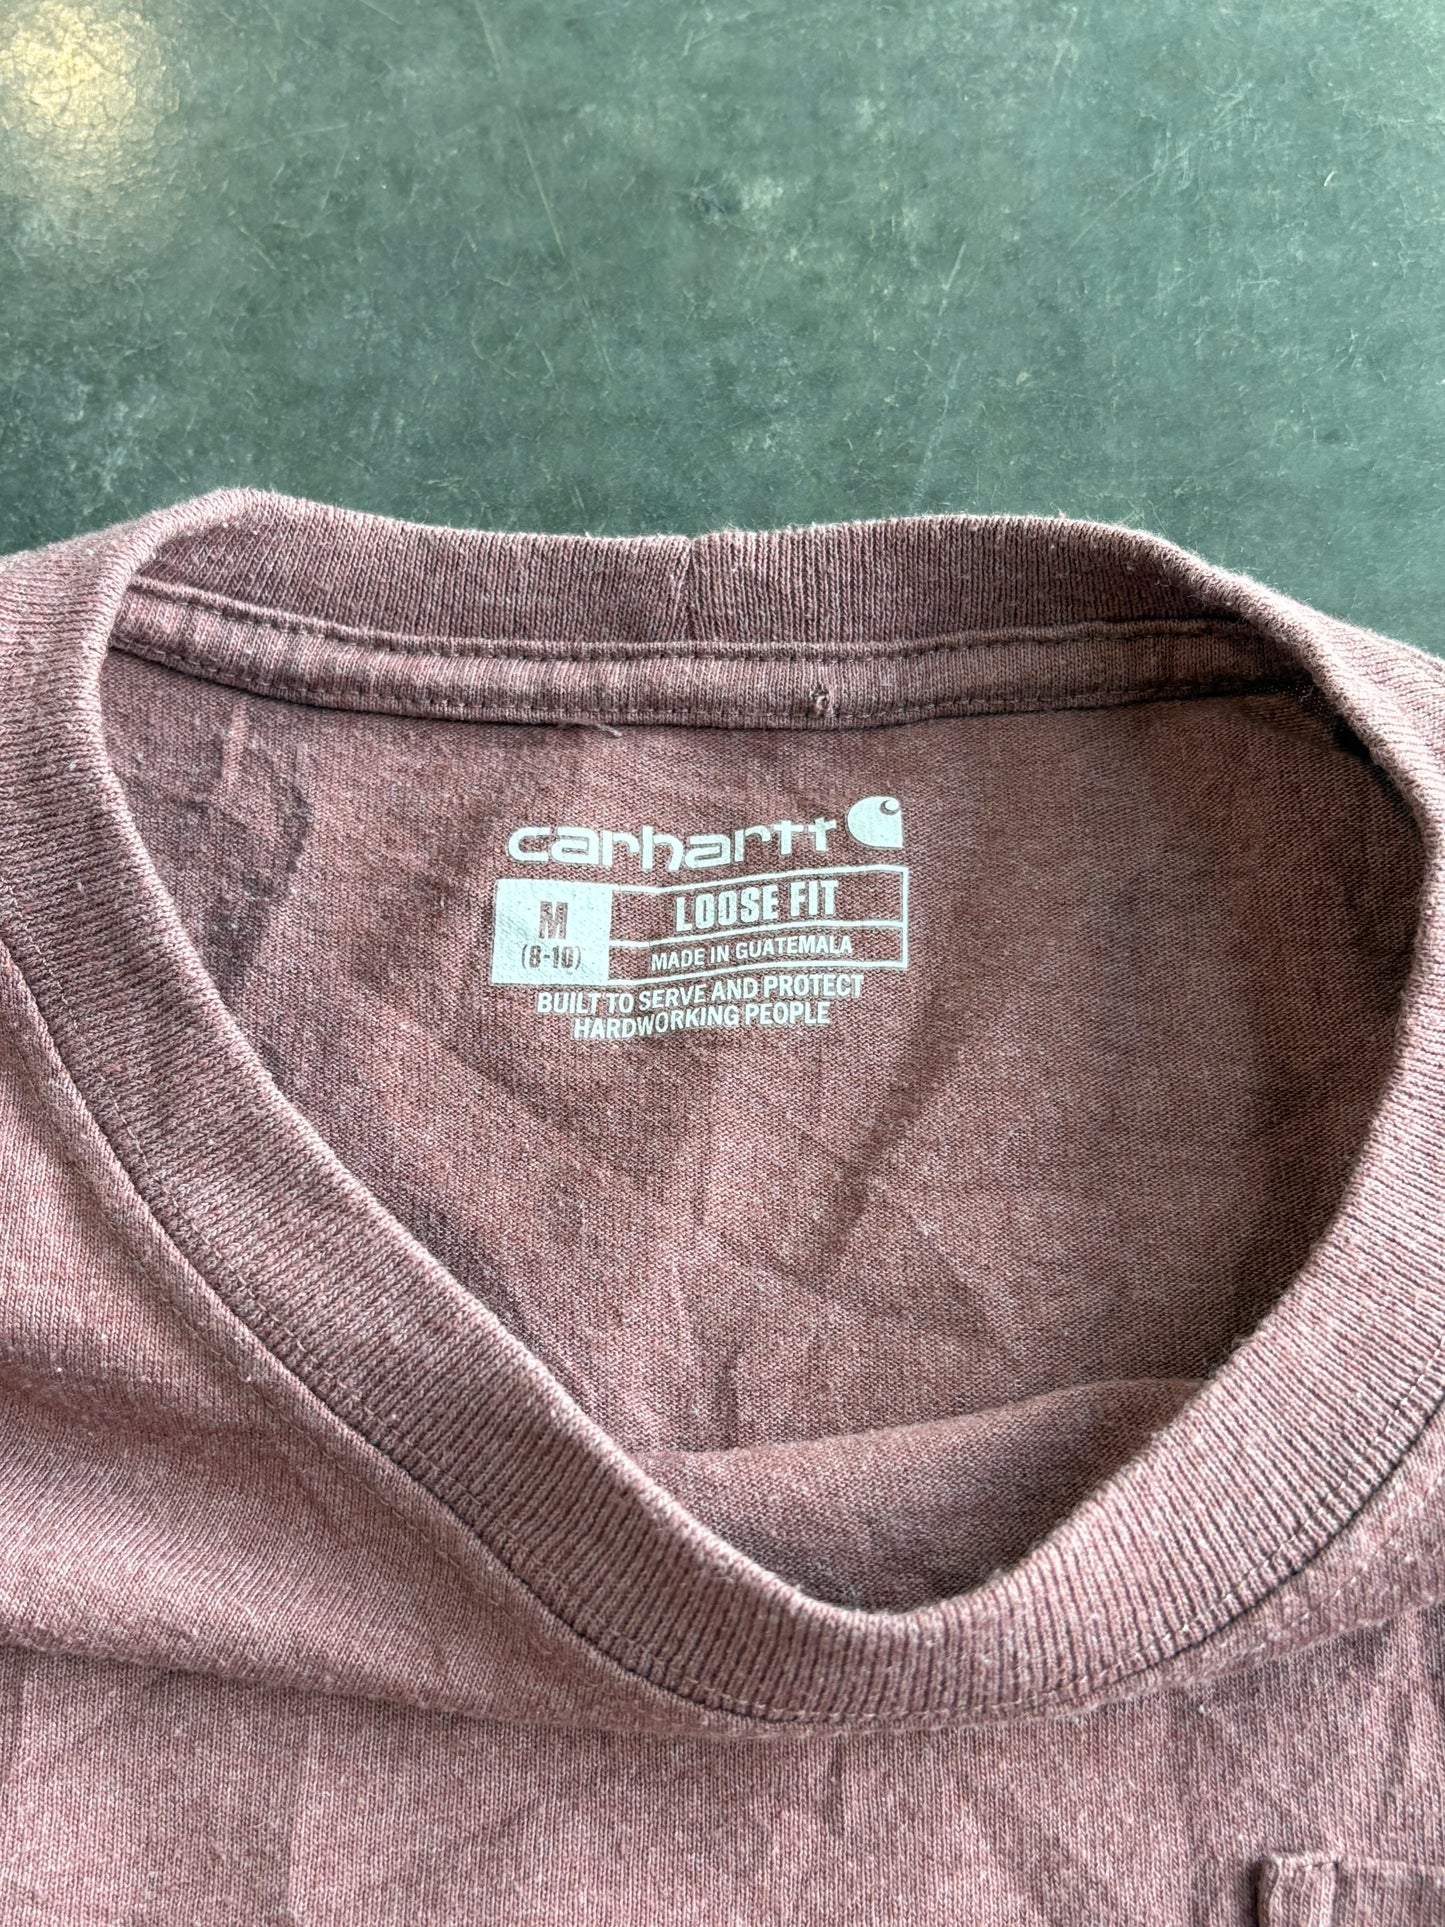 carhartt
M
(8-10)
LOOSE FIT
MADE IN GUATEMALA
BUILT TO SERVE AND PROTECT
HARDWORKING PEOPLE